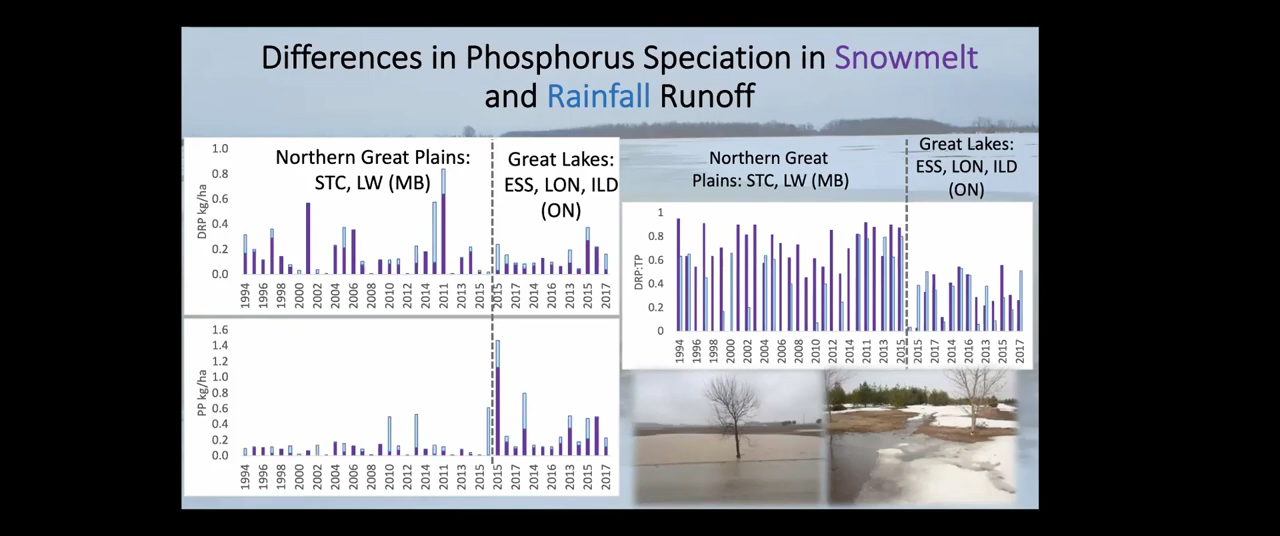 Differences in Phosphorus Speciation in Snowmelt
and Rainfall Runoff
Northern Great Plains:
STC, LW (MB)
Great Lakes:
ESS, LON, ILD
(ON)
DRP kg/ha
1.0
0.8
0.6
0.4
0.2
0.0
1994 1996 1998 2000 2002 2004 2006 2008 2010 2012 2014 2011 2013 2015 2015 2017 2014 2016 2013 2015 2017
PP kg/ha
1.6
1.4
1.2
1.0
0.8
0.6
0.4
0.2
0.0
1994 1996 1998 2000 2002 2004 2006 2008 2010 2012 2014 2011 2013 2015 2015 2017 2014 2016 2013 2015 2017
Northern Great
Plains: STC, LW (MB)
Great Lakes:
ESS, LON, ILD
(ON)
DRP:TP
1
0.8
0.6
0.4
0.2
0
1994 1996 1998 2000 2002 2004 2006 2008 2010 2012 2014 2011 2013 2015 2015 2017 2014 2016 2013 2015 2017